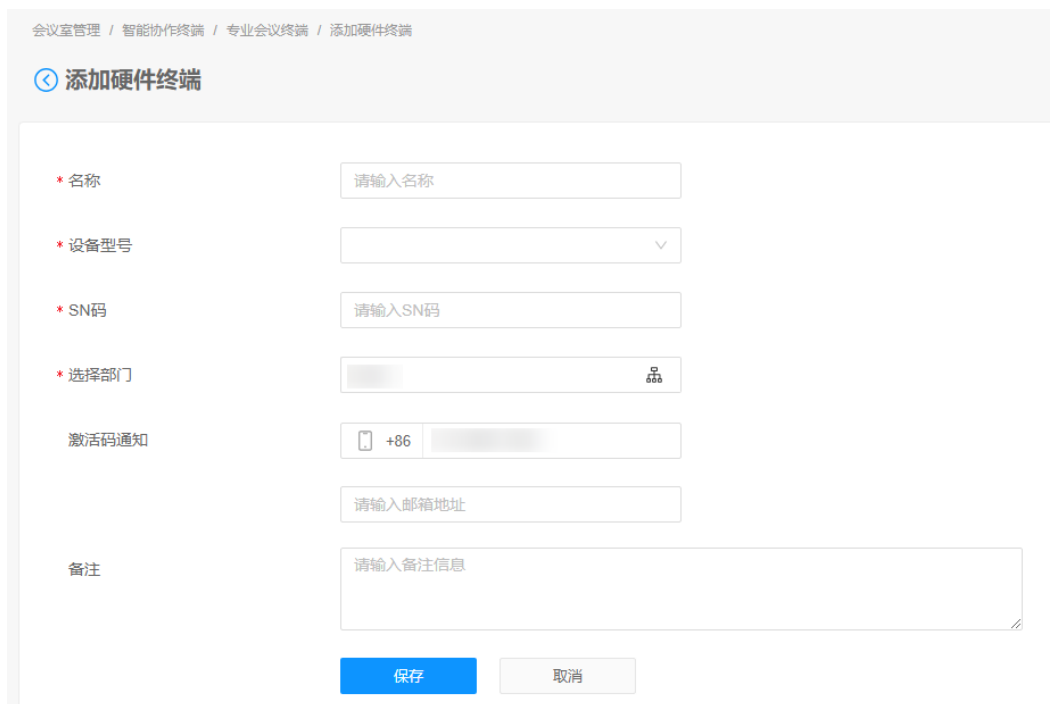 会议室管理 / 智能协作终端 / 专业会议终端 / 添加硬件终端
添加硬件终端
* 名称 请输入名称
* 设备型号
* SN码 请输入SN码
* 选择部门
激活码通知 +86
请输入邮箱地址
备注 请输入备注信息
保存 取消